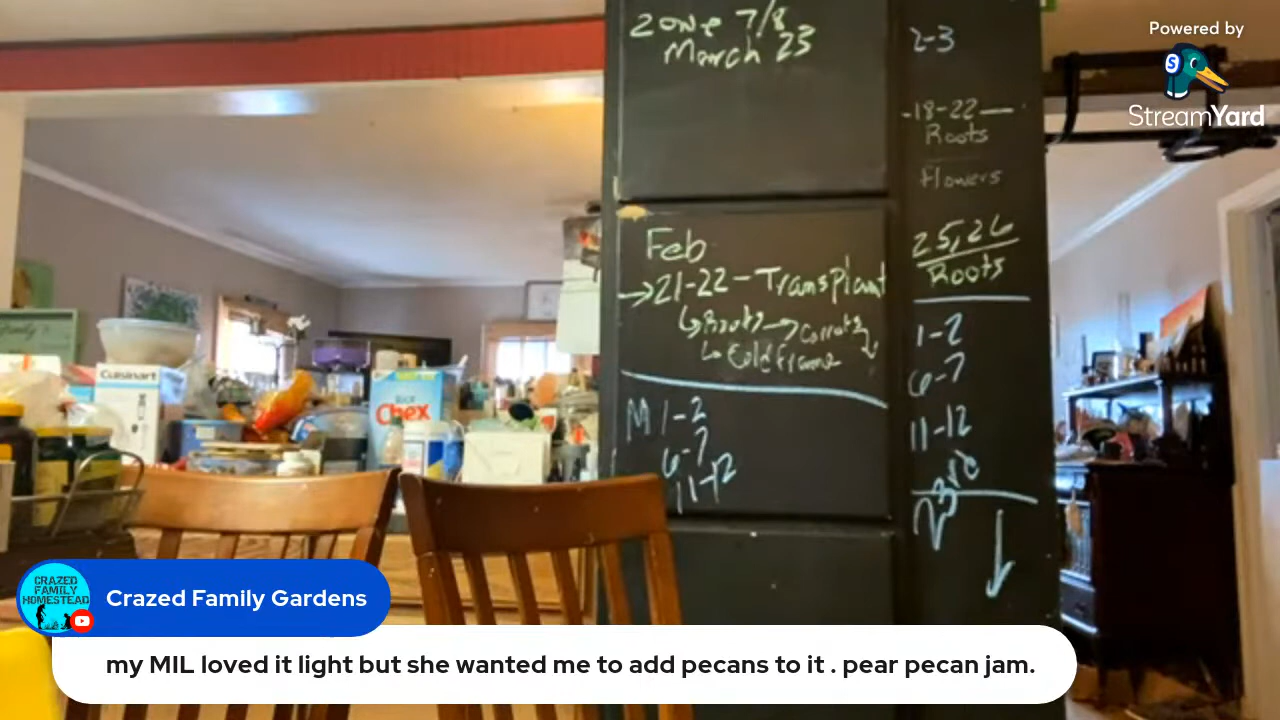 Zone 7/8
March 23
Feb
→21-22 - Transplant
Roots → Carrots
Cold Frame
M 1-2
6-7
11-12
2-3
-18-22—
Roots
Flowers
25,26
Roots
1-2
6-7
11-12
Powered by
StreamYard
Cuisinart
Chex
CRAZED
FAMILY
HOMESTEAD
Crazed Family Gardens
my MIL loved it light but she wanted me to add pecans to it . pear pecan jam.